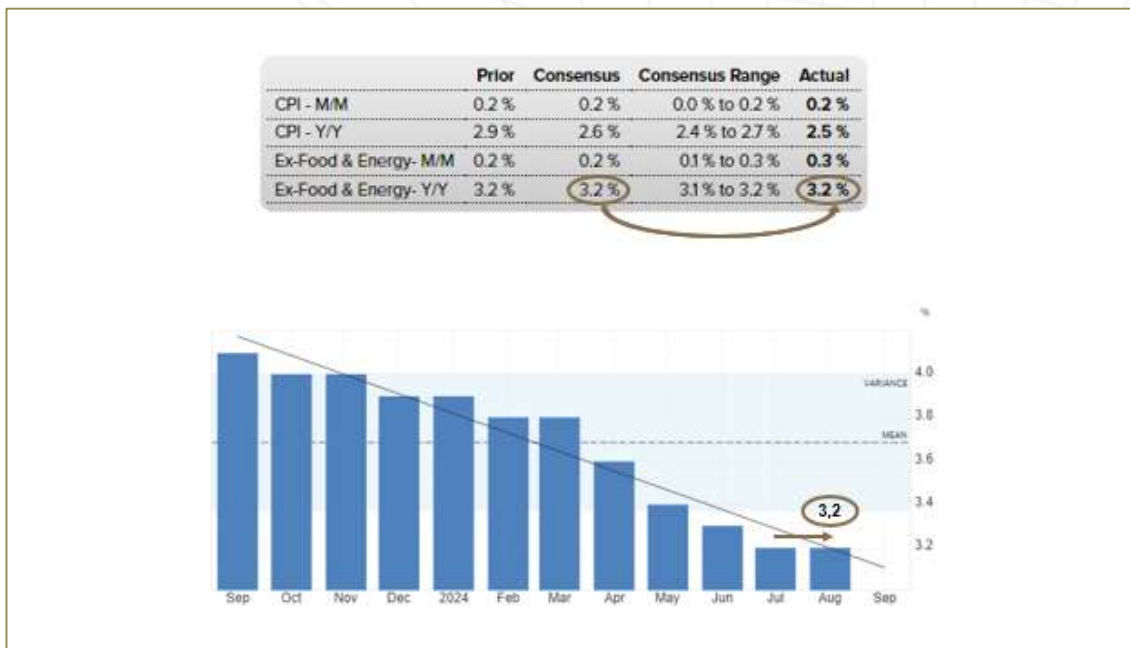 Prior Consensus Consensus Range Actual
CPI - M/M 0.2 % 0.2 % 0.0 % to 0.2 % 0.2 %
CPI - Y/Y 2.9 % 2.6 % 2.4 % to 2.7 % 2.5 %
Ex-Food & Energy- M/M 0.2 % 0.2 % 0.1 % to 0.3 % 0.3 %
Ex-Food & Energy- Y/Y 3.2 % 3.2 % 3.1 % to 3.2 % 3.2 %
%
4.0
VARIANCE
3.8
MEAN
3.6
3.4
3,2
3.2
Sep Oct Nov Dec 2024 Feb Mar Apr May Jun Jul Aug Sep